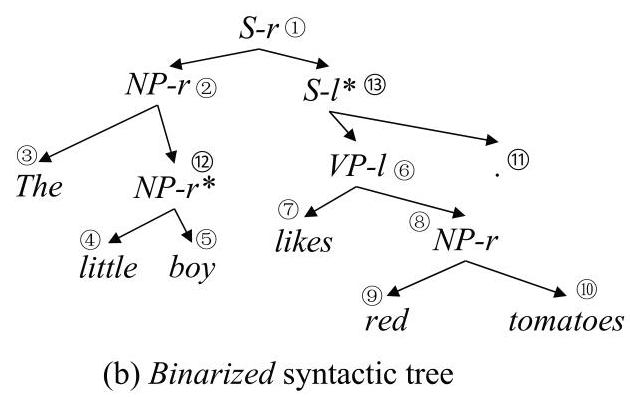 S-r ①
NP-r ② S-l* ⑬
③ ⑫ ⑪
The NP-r* VP-l ⑥ .
④ ⑤ ⑦ ⑧
little boy likes NP-r
⑨ ⑩
red tomatoes
(b) Binarized syntactic tree